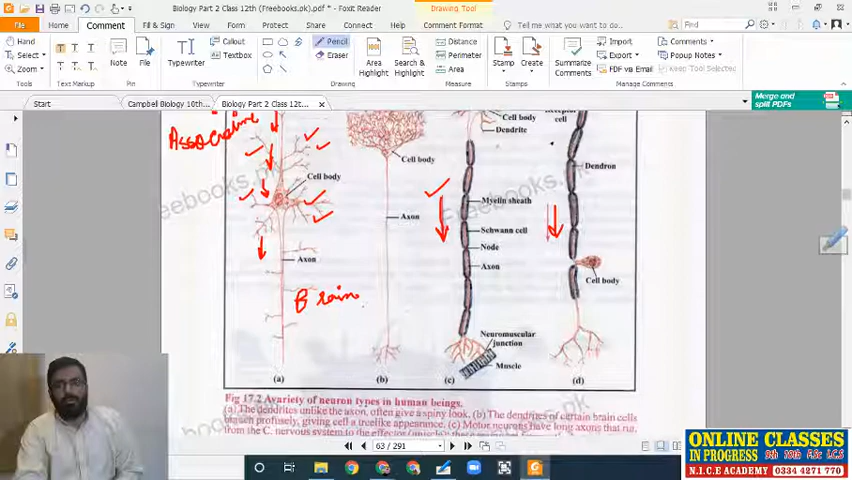 Biology Part 2 Class 12th (Freebooks.pk).pdf * - Foxit Reader
Drawing Tool
File
Home
Comment
Fill & Sign
View
Form
Protect
Share
Connect
Help
Extras
Comment Format
Tell me what you want to do...
Find
Hand
Select
Zoom
Text Markup
Note
File
Pin
Typewriter
Callout
Textbox
Typewriter
Pencil
Eraser
Drawing
Area Highlight
Search & Highlight
Distance
Perimeter
Area
Measure
Stamp
Create
Summarize Comments
Import
Export
FDF via Email
Comments
Popup Notes
Keep Tool Selected
Manage Comments
Start
Campbel Biology 10th...
Biology Part 2 Class 12t...
Merge and split PDFs
Associative
Cell body
Axon
Brain
Cell body
Axon
Cell body
Dendrite
Myelin sheath
Schwann cell
Node
Axon
Neuromuscular junction
Muscle
cell
Dendron
Cell body
(a)
(b)
(c)
(d)
Freebooks.pk
Fig 17.2 A variety of neuron types in human beings.
(a) The dendrites unlike the axon, often give a spiny look. (b) The dendrites of certain brain cells
branch profusely, giving cell a treelike appearance. (c) Motor neurons have long axons that run
from the C. nervous system to the effector
63 / 291
ONLINE CLASSES
IN PROGRESS 9th 10th F.Sc I.C.S
N.I.C.E ACADEMY 0334 4271 770